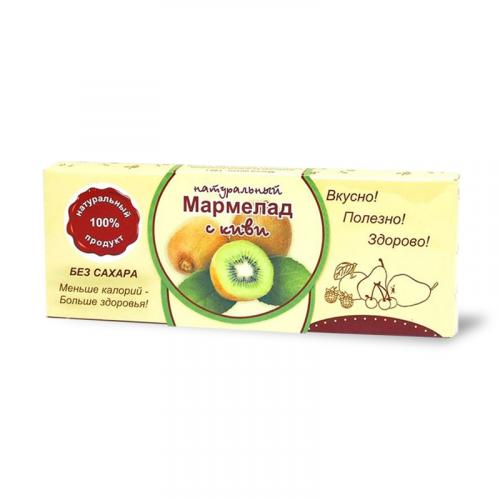 натуральный
100%
продукт
БЕЗ САХАРА
Меньше калорий -
Больше здоровья!
натуральный
Мармелад
с киви
Вкусно!
Полезно!
Здорово!